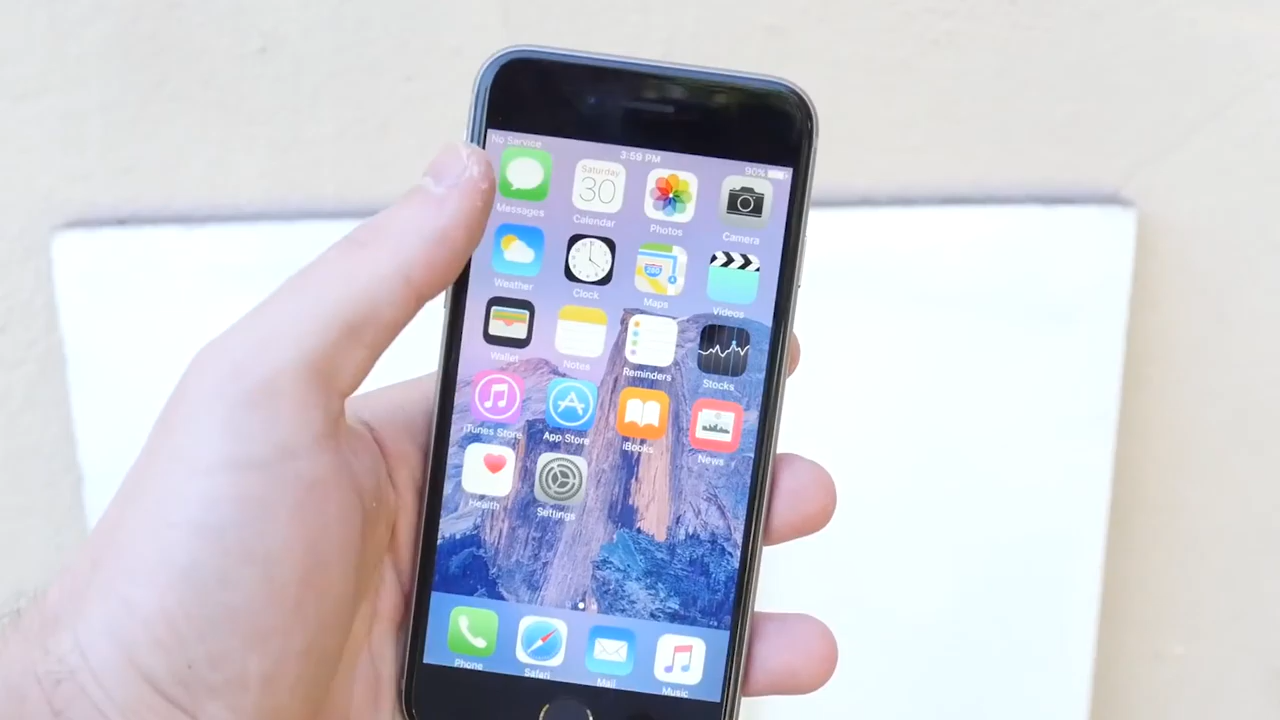 No Service 3:59 PM 90%
Saturday
30
Messages Calendar Photos Camera
280
Weather Clock Maps Videos
Wallet Notes Reminders Stocks
iTunes Store App Store iBooks News
Health Settings
Phone Safari Mail Music